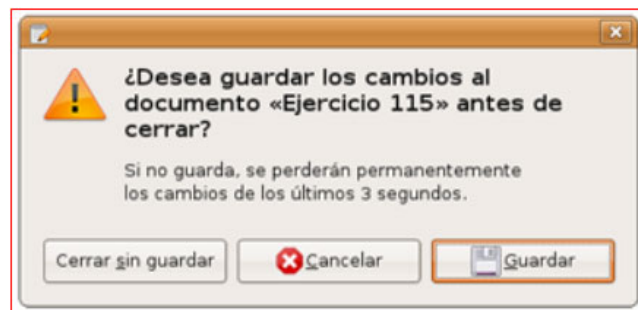 ¿Desea guardar los cambios al
documento «Ejercicio 115» antes de
cerrar?
Si no guarda, se perderán permanentemente
los cambios de los últimos 3 segundos.
Cerrar sin guardar
Cancelar
Guardar